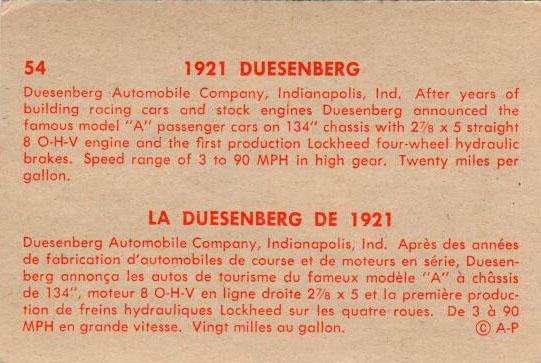 54 1921 DUESENBERG
Duesenberg Automobile Company, Indianapolis, Ind. After years of
building racing cars and stock engines Duesenberg announced the
famous model "A" passenger cars on 134" chassis with 2⅞ x 5 straight
8 O-H-V engine and the first production Lockheed four-wheel hydraulic
brakes. Speed range of 3 to 90 MPH in high gear. Twenty miles per
gallon.
LA DUESENBERG DE 1921
Duesenberg Automobile Company, Indianapolis, Ind. Après des années
de fabrication d'automobiles de course et de moteurs en série, Duesen-
berg annonça les autos de tourisme du fameux modèle "A" à châssis
de 134", moteur 8 O-H-V en ligne droite 2⅞ x 5 et la première produc-
tion de freins hydrauliques Lockheed sur les quatre roues. De 3 à 90
MPH en grande vitesse. Vingt milles au gallon. © A-P